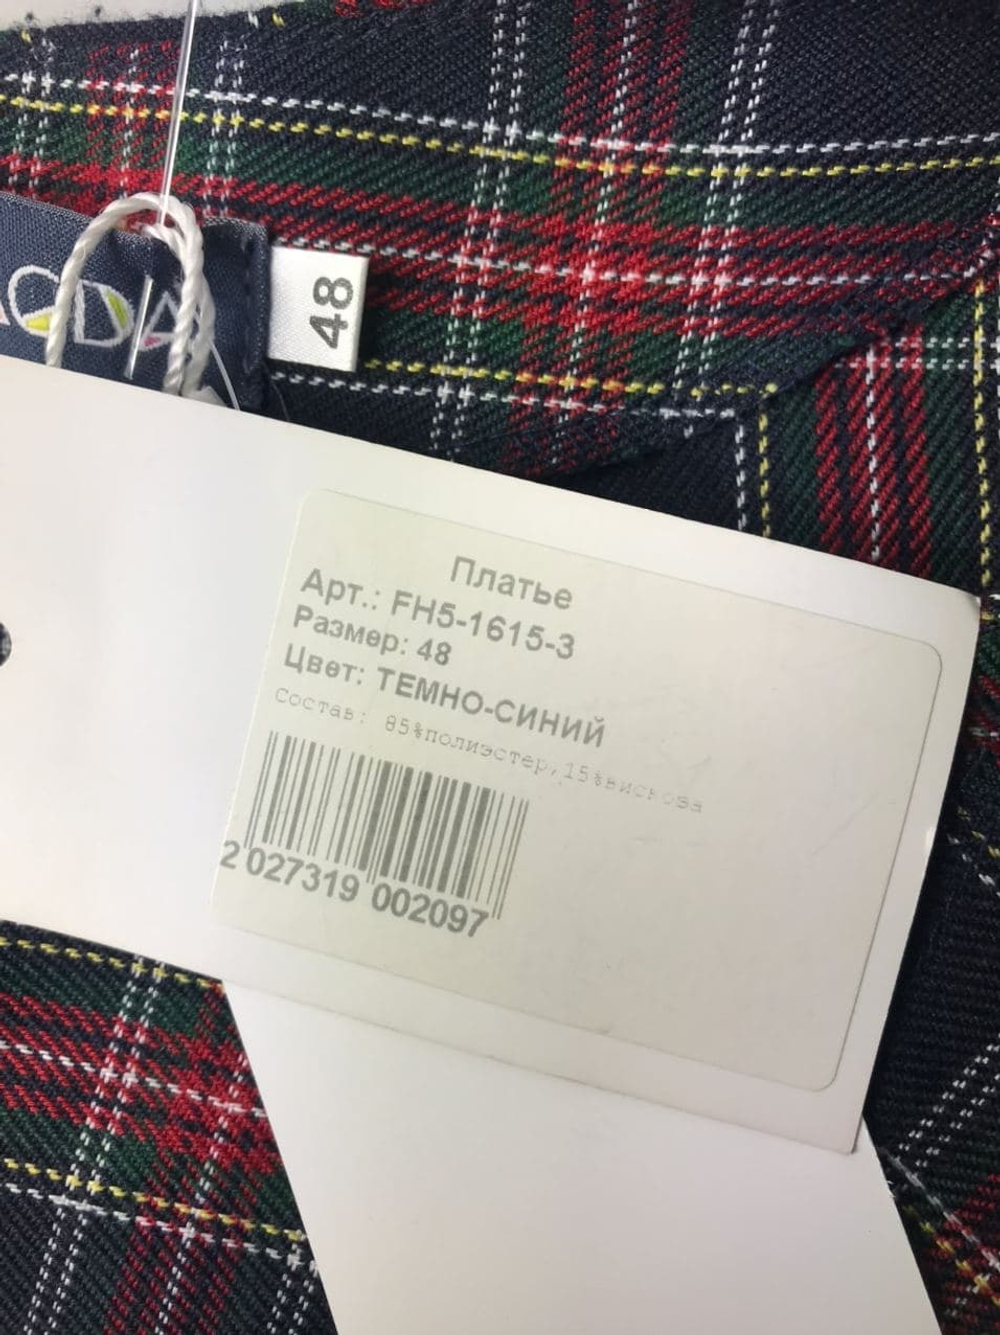 48
Платье
Арт.: FH5-1615-3
Размер: 48
Цвет: ТЕМНО-СИНИЙ
Состав: 85%полиэстер,15%вискоза
2 027319 002097